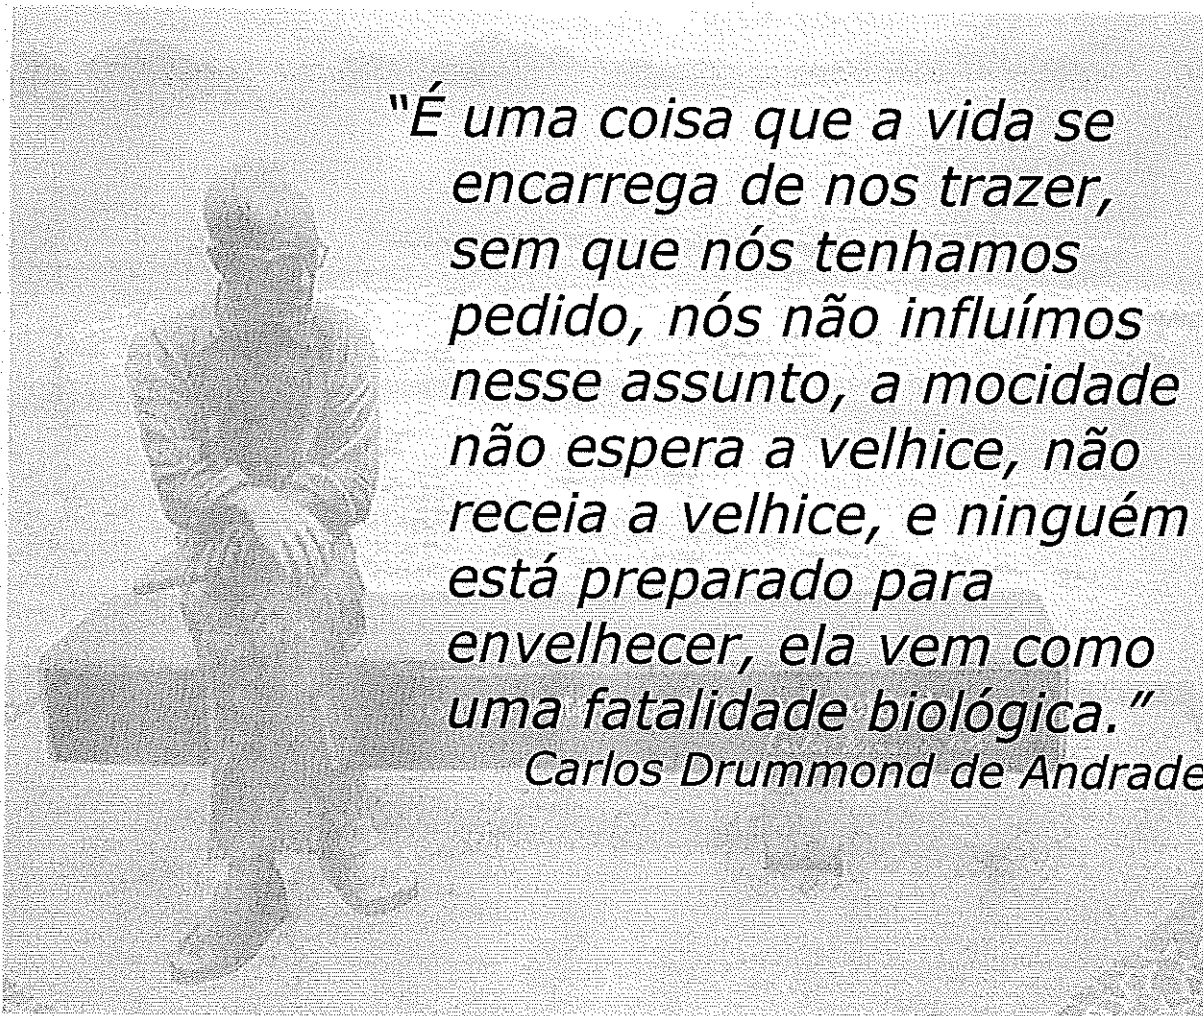 “É uma coisa que a vida se
encarrega de nos trazer,
sem que nós tenhamos
pedido, nós não influímos
nesse assunto, a mocidade
não espera a velhice, não
receia a velhice, e ninguém
está preparado para
envelhecer, ela vem como
uma fatalidade biológica.”
Carlos Drummond de Andrade